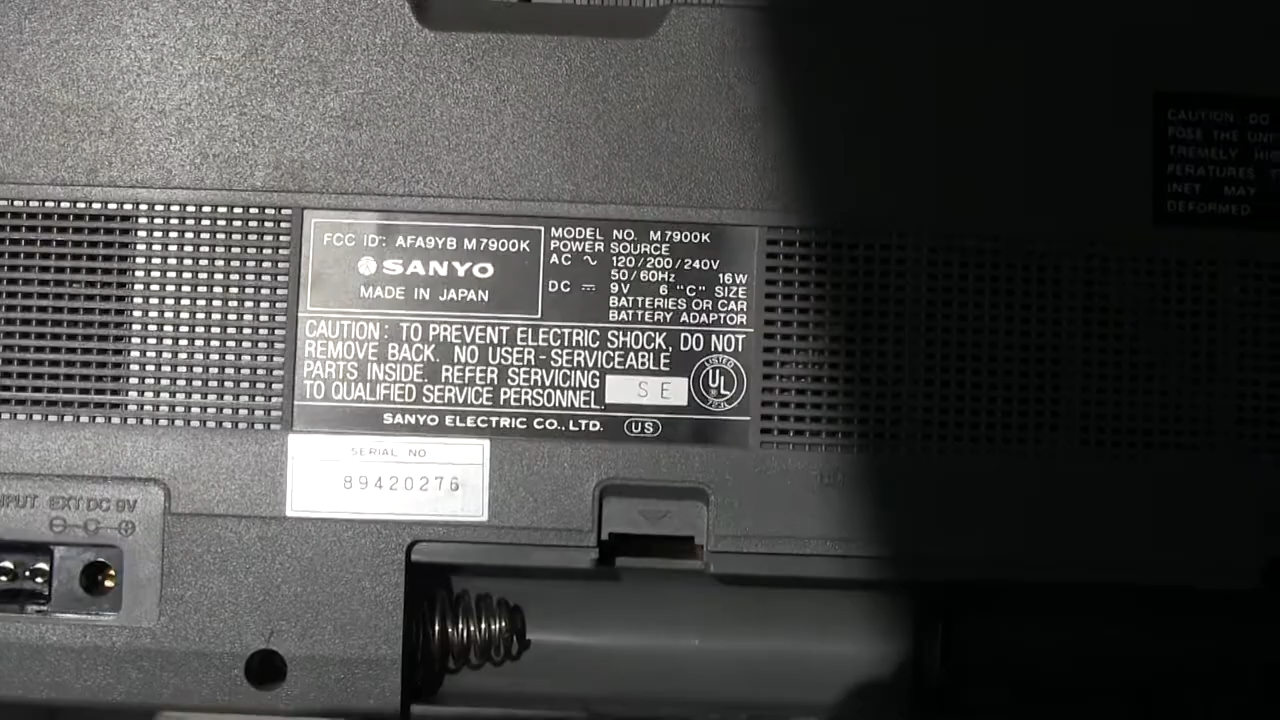 CAUTION: DO
POSE THE UNI
TREMELY HIG
PERATURES
INET MAY
DEFORMED
FCC ID: AFA9YB M7900K
SANYO
MADE IN JAPAN
MODEL NO. M7900K
POWER SOURCE
AC ∿ 120/200/240V
50/60Hz 16W
DC ⎓ 9V 6 "C" SIZE
BATTERIES OR CAR
BATTERY ADAPTOR
CAUTION: TO PREVENT ELECTRIC SHOCK, DO NOT
REMOVE BACK. NO USER-SERVICEABLE
PARTS INSIDE. REFER SERVICING
TO QUALIFIED SERVICE PERSONNEL.
SE
LISTED
UL
SANYO ELECTRIC CO., LTD. US
SERIAL NO
89420276
NPUT EXT DC 9V